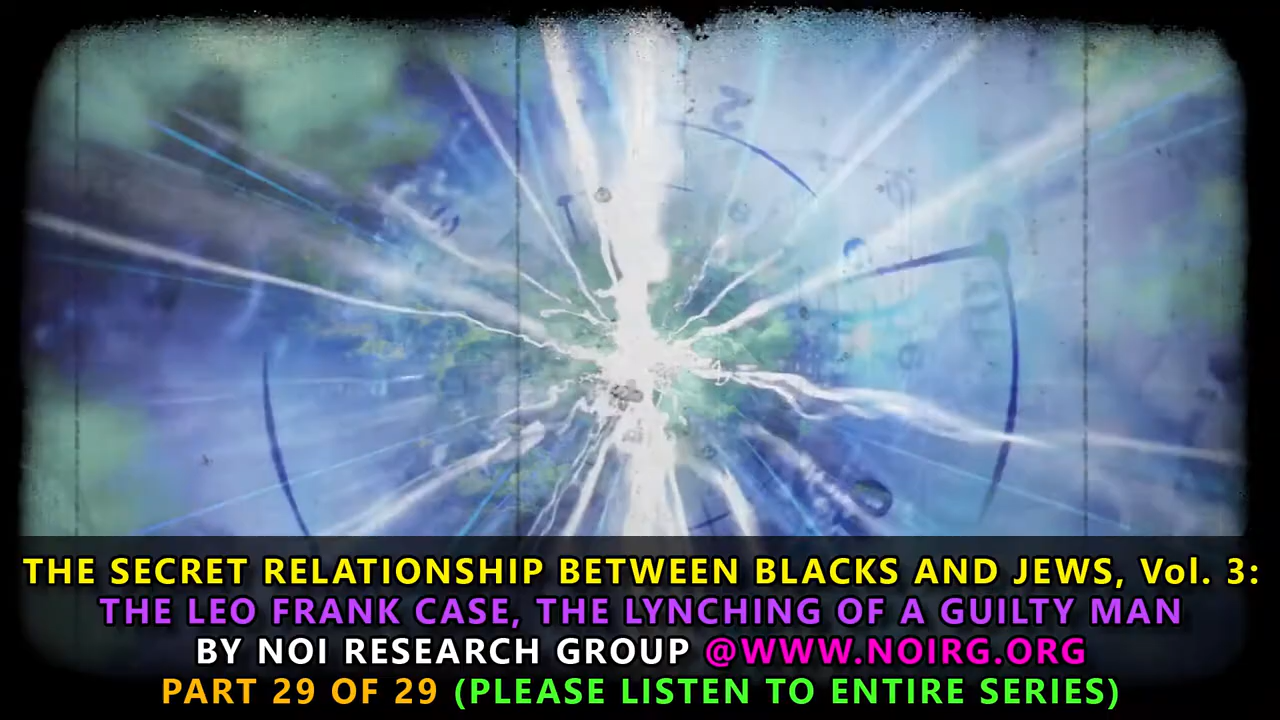 THE SECRET RELATIONSHIP BETWEEN BLACKS AND JEWS, Vol. 3:
THE LEO FRANK CASE, THE LYNCHING OF A GUILTY MAN
BY NOI RESEARCH GROUP @WWW.NOIRG.ORG
PART 29 OF 29 (PLEASE LISTEN TO ENTIRE SERIES)